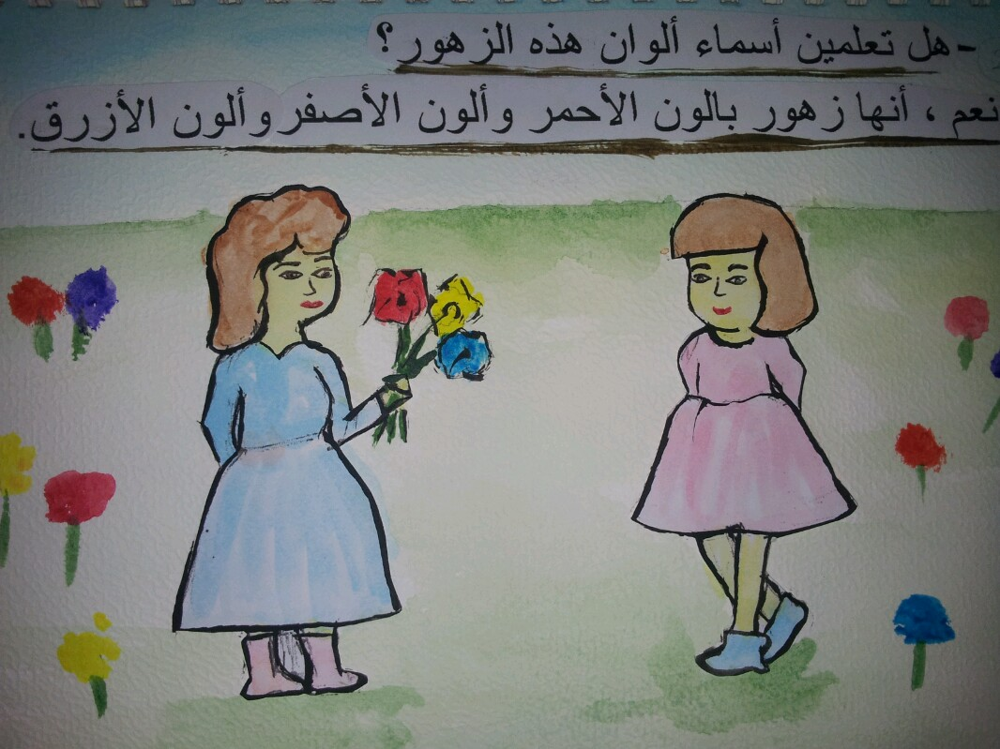 -هل تعلمين أسماء ألوان هذه الزهور؟
نعم ، أنها زهور بالون الأحمر وألون الأصفر وألون الأزرق.